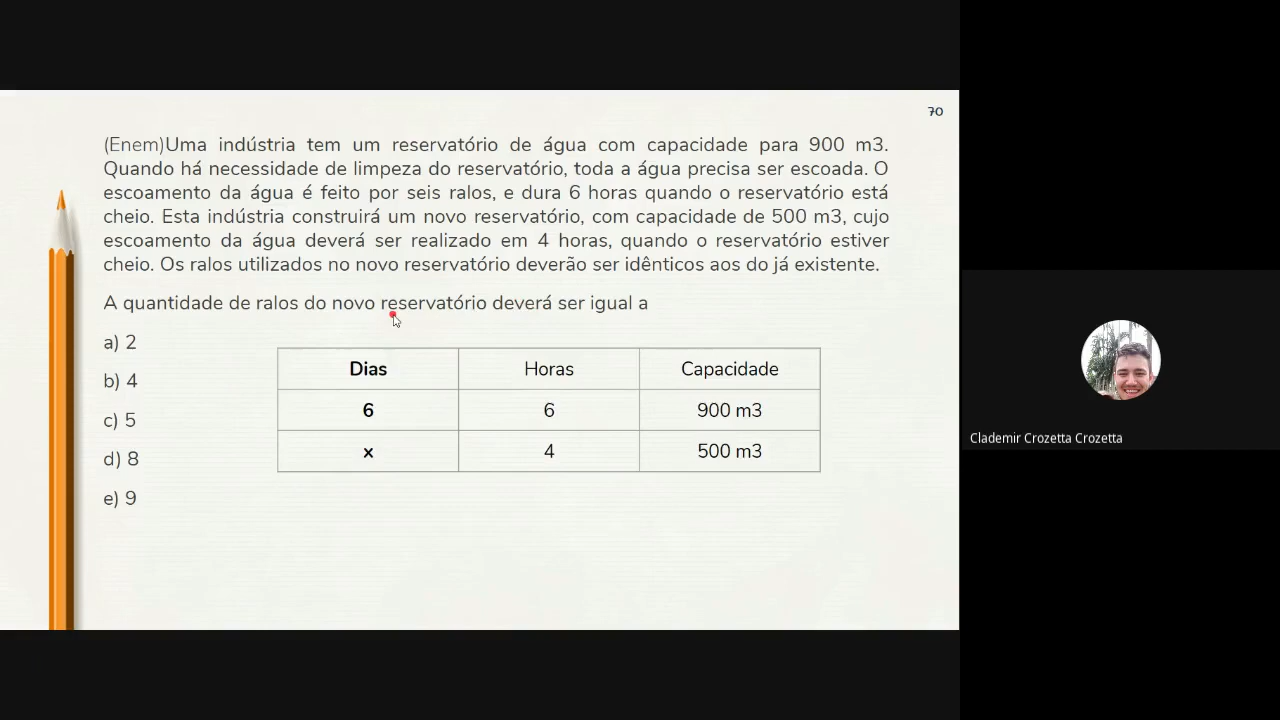 70
(Enem)Uma indústria tem um reservatório de água com capacidade para 900 m3.
Quando há necessidade de limpeza do reservatório, toda a água precisa ser escoada. O
escoamento da água é feito por seis ralos, e dura 6 horas quando o reservatório está
cheio. Esta indústria construirá um novo reservatório, com capacidade de 500 m3, cujo
escoamento da água deverá ser realizado em 4 horas, quando o reservatório estiver
cheio. Os ralos utilizados no novo reservatório deverão ser idênticos aos do já existente.
A quantidade de ralos do novo reservatório deverá ser igual a
a) 2
b) 4
c) 5
d) 8
e) 9
Dias Horas Capacidade
6 6 900 m3
x 4 500 m3
Clademir Crozetta Crozetta